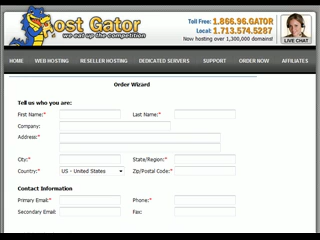 Host Gator
we eat up the competition
Toll Free: 1.866.96.GATOR
Local: 1.713.574.5287
Now hosting over 1,300,000 domains!
LIVE CHAT
HOME WEB HOSTING RESELLER HOSTING DEDICATED SERVERS SUPPORT ORDER NOW AFFILIATES
Order Wizard
Tell us who you are:
First Name:* Last Name:*
Company:
Address:*
City:* State/Region:*
Country:* US - United States Zip/Postal Code:*
Contact Information
Primary Email:* Phone:*
Secondary Email: Fax: